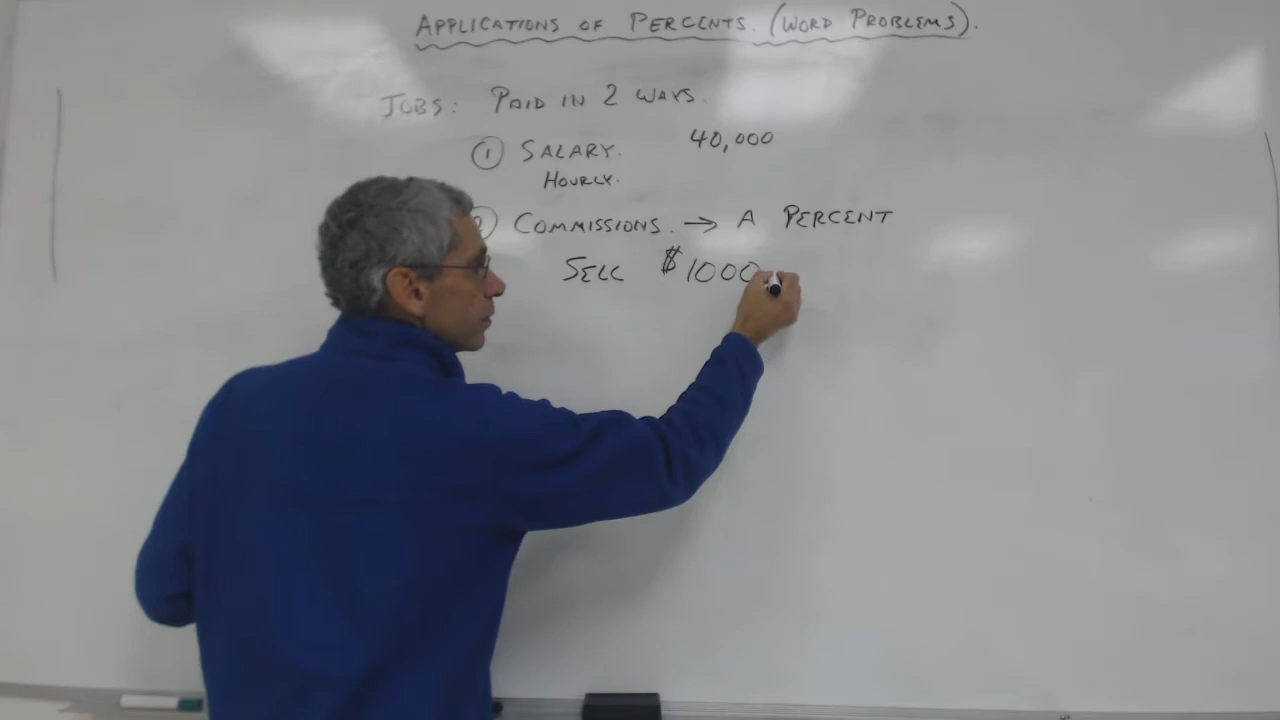 APPLICATIONS OF PERCENTS. (WORD PROBLEMS).
JOBS: PAID IN 2 WAYS.
1 SALARY. 40,000
HOURLY.
2 COMMISSIONS. → A PERCENT
SELL $1000